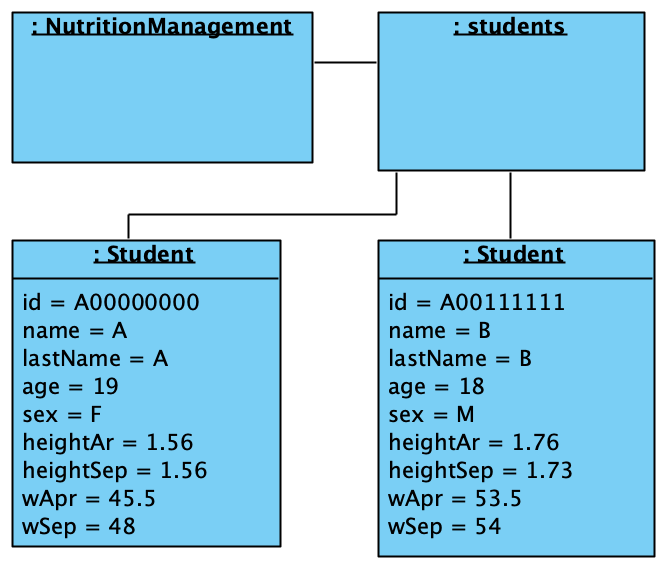 : NutritionManagement
: students
: Student
id = A00000000
name = A
lastName = A
age = 19
sex = F
heightAr = 1.56
heightSep = 1.56
wApr = 45.5
wSep = 48
: Student
id = A00111111
name = B
lastName = B
age = 18
sex = M
heightAr = 1.76
heightSep = 1.73
wApr = 53.5
wSep = 54